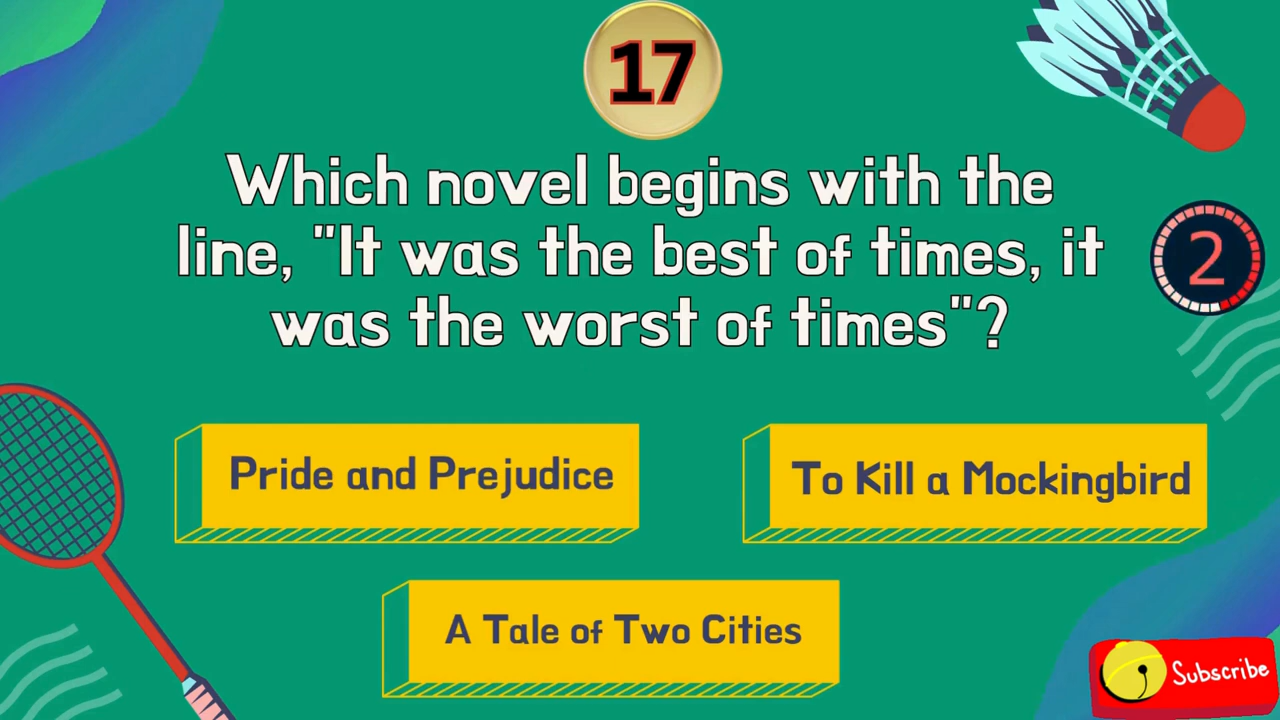 17
Which novel begins with the
line, "It was the best of times, it
was the worst of times"?
2
Pride and Prejudice
To Kill a Mockingbird
A Tale of Two Cities
Subscribe